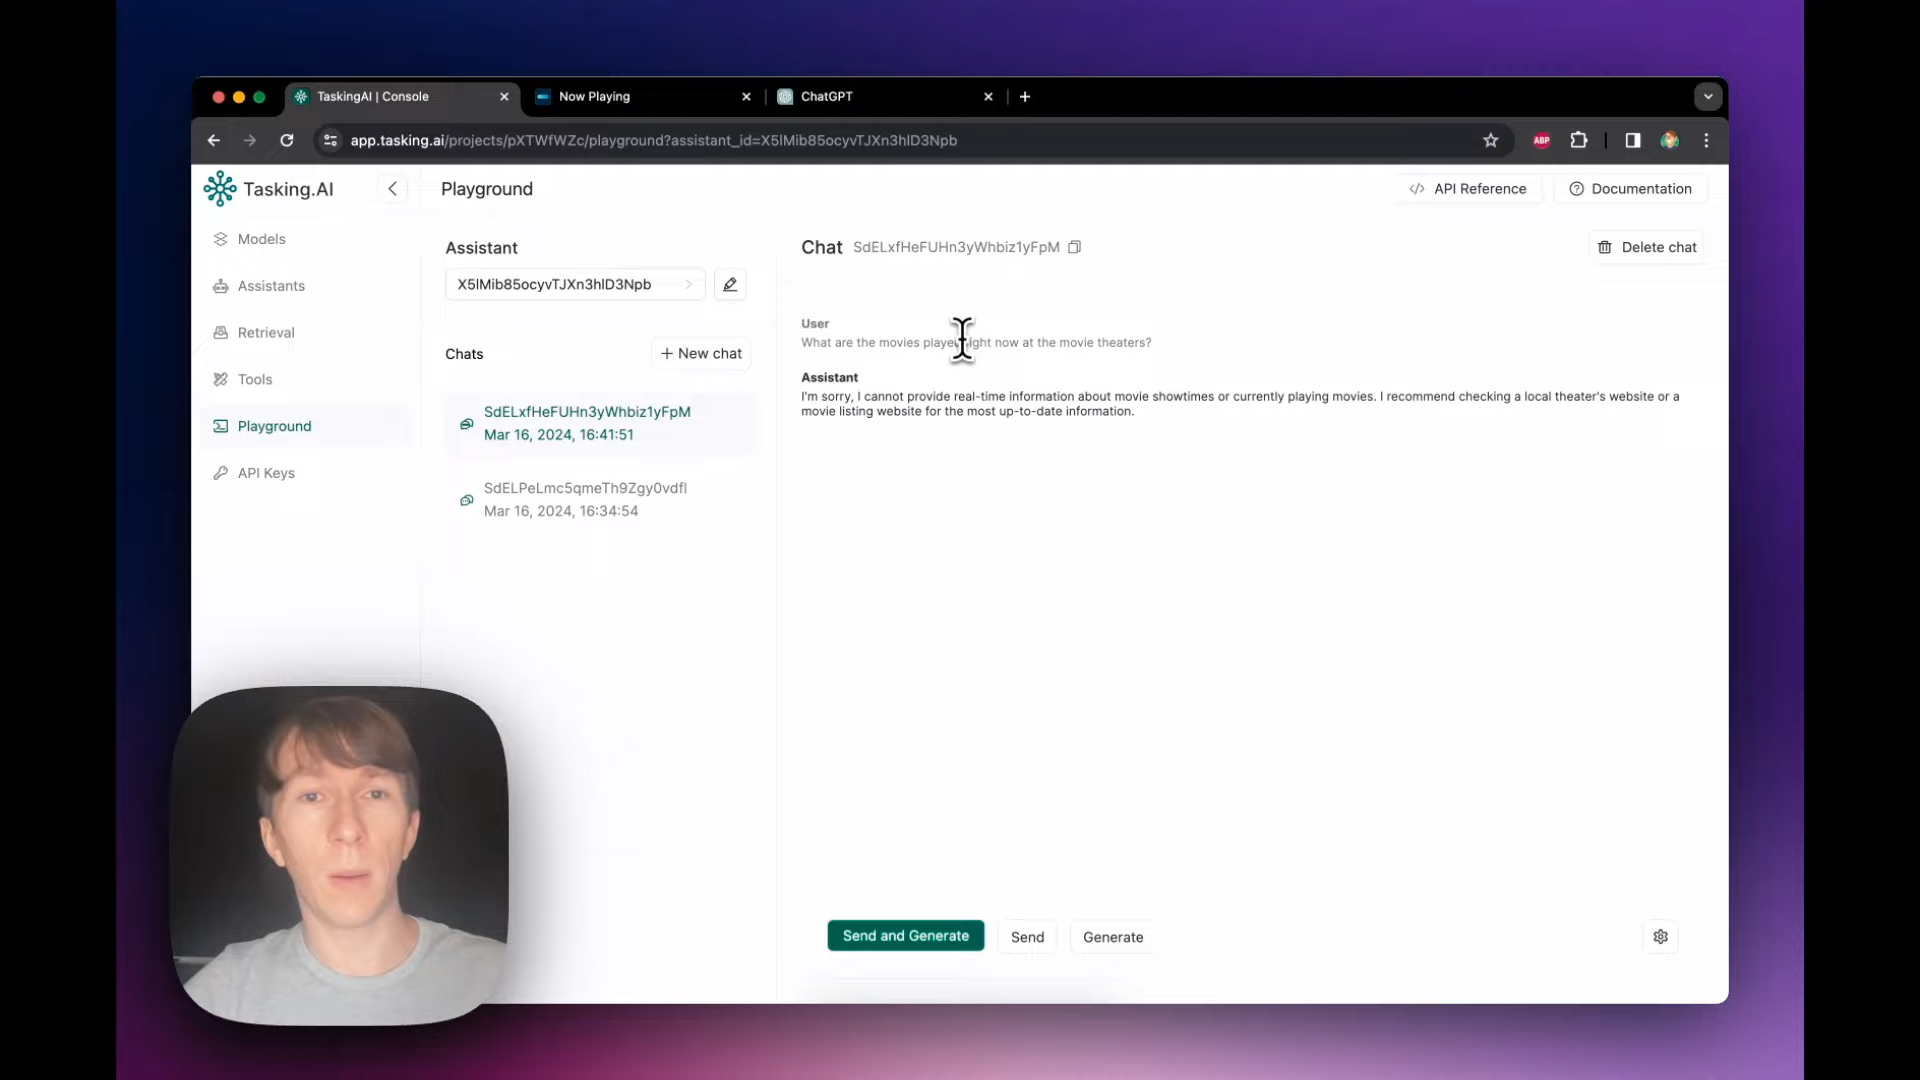 TaskingAI | Console
Now Playing
ChatGPT
app.tasking.ai/projects/pXTWfWZc/playground?assistant_id=X5lMib85ocyvTJXn3hlD3Npb
ABP
Tasking.AI
Playground
API Reference
Documentation
Models
Assistants
Retrieval
Tools
Playground
API Keys
Assistant
X5lMib85ocyvTJXn3hlD3Npb
Chats
New chat
SdELxfHeFUHn3yWhbiz1yFpM
Mar 16, 2024, 16:41:51
SdELPeLmc5qmeTh9Zgy0vdfl
Mar 16, 2024, 16:34:54
Chat SdELxfHeFUHn3yWhbiz1yFpM
Delete chat
User
What are the movies played right now at the movie theaters?
Assistant
I'm sorry, I cannot provide real-time information about movie showtimes or currently playing movies. I recommend checking a local theater's website or a
movie listing website for the most up-to-date information.
Send and Generate
Send
Generate